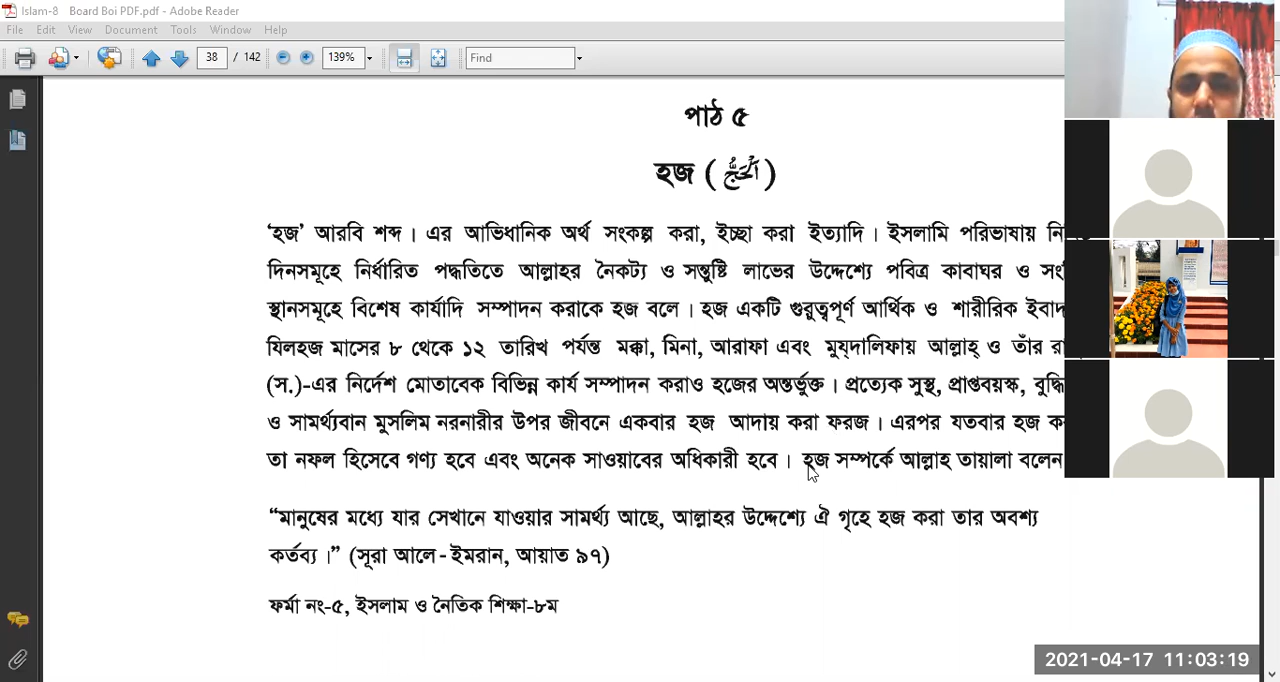 Islam-8 Board Boi PDF.pdf - Adobe Reader
File Edit View Document Tools Window Help
38 / 142 139% Find
পাঠ ৫
হজ (اَلْحَجُّ)
‘হজ’ আরবি শব্দ। এর আভিধানিক অর্থ সংকল্প করা, ইচ্ছা করা ইত্যাদি। ইসলামি পরিভাষায়
দিনসমূহে নির্ধারিত পদ্ধতিতে আল্লাহর নৈকট্য ও সন্তুষ্টি লাভের উদ্দেশ্যে পবিত্র কাবাঘর ও
স্থানসমূহে বিশেষ কার্যাদি সম্পাদন করাকে হজ বলে। হজ একটি গুরুত্বপূর্ণ আর্থিক ও শারীরিক
যিলহজ মাসের ৮ থেকে ১২ তারিখ পর্যন্ত মক্কা, মিনা, আরাফা এবং মুয্‌দালিফায় আল্লাহ্ ও তাঁর
(স.)-এর নির্দেশ মোতাবেক বিভিন্ন কার্য সম্পাদন করাও হজের অন্তর্ভুক্ত। প্রত্যেক সুস্থ, প্রাপ্তবয়স্ক,
ও সামর্থ্যবান মুসলিম নরনারীর উপর জীবনে একবার হজ আদায় করা ফরজ। এরপর যতবার হজ
তা নফল হিসেবে গণ্য হবে এবং অনেক সাওয়াবের অধিকারী হবে। হজ সম্পর্কে আল্লাহ তায়ালা বলেন
“মানুষের মধ্যে যার সেখানে যাওয়ার সামর্থ্য আছে, আল্লাহর উদ্দেশ্যে ঐ গৃহে হজ করা তার অবশ্য
কর্তব্য।” (সূরা আলে-ইমরান, আয়াত ৯৭)
ফর্মা নং-৫, ইসলাম ও নৈতিক শিক্ষা-৮ম
2021-04-17 11:03:19